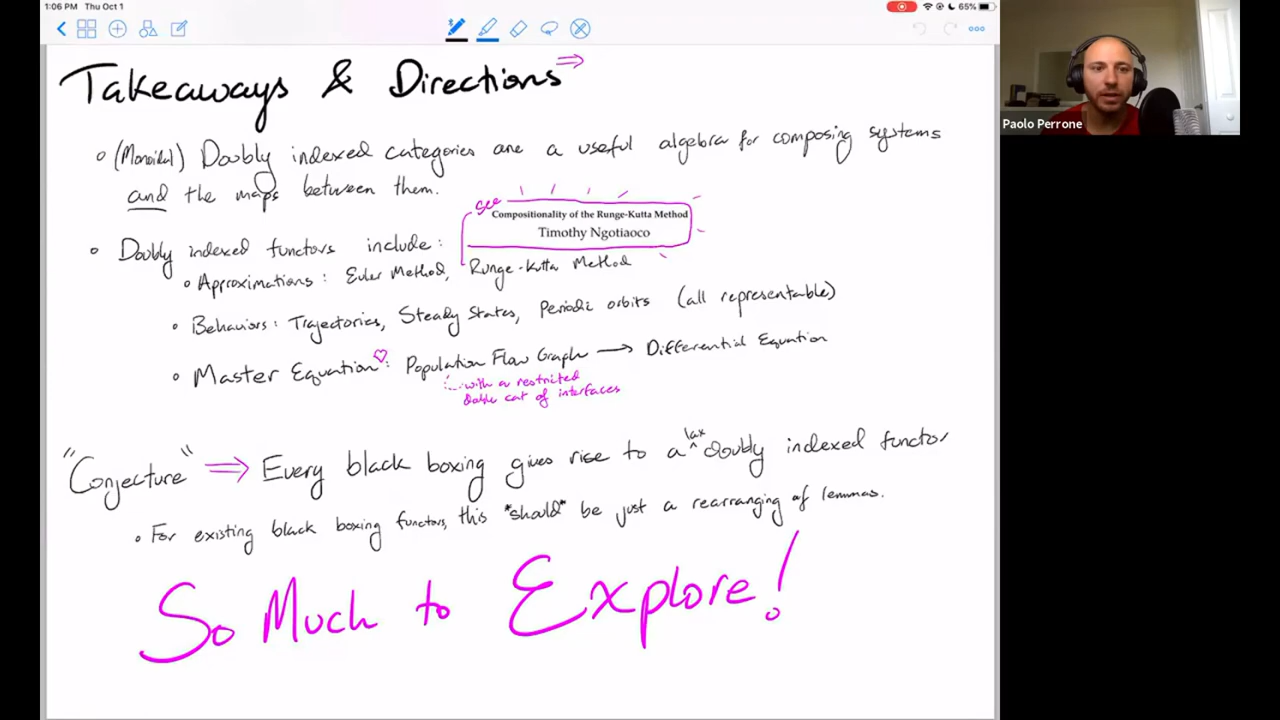 1:06 PM Thu Oct 1
65%
Takeaways & Directions ⇒
Paolo Perrone
◦ (Monoidal) Doubly indexed categories are a useful algebra for composing systems
and the maps between them.
see
Compositionality of the Runge-Kutta Method
Timothy Ngotiaoco
◦ Doubly indexed functors include:
• Approximations: Euler Method, Runge-Kutta Method
• Behaviors: Trajectories, Steady States, Periodic orbits (all representable)
• Master Equation♡: Population Flow Graph → Differential Equation
with a restricted
double cat of interfaces
"Conjecture" ⇒ Every black boxing gives rise to a lax doubly indexed functor
• For existing black boxing functors, this *should* be just a rearranging of lemmas.
So Much to Explore!